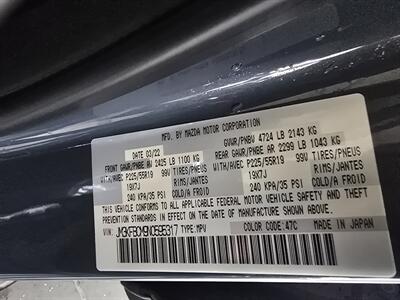 MFD. BY MAZDA MOTOR CORPORATION
DATE 03/22 GVWR/PNBV 4724 LB 2143 KG
FRONT GAWR/PNBE AV 2425 LB 1100 KG REAR GAWR/PNBE AR 2299 LB 1043 KG
WITH/AVEC P225/55R19 99V TIRES/PNEUS WITH/AVEC P225/55R19 99V TIRES/PNEUS
19X7J RIMS/JANTES 19X7J RIMS/JANTES
240 KPA/35 PSI COLD/A FROID 240 KPA/35 PSI COLD/A FROID
THIS VEHICLE CONFORMS TO ALL APPLICABLE FEDERAL MOTOR VEHICLE SAFETY AND THEFT
PREVENTION STANDARDS IN EFFECT ON THE DATE OF MANUFACTURE SHOWN ABOVE.
VIN: TYPE:MPV COLOR CODE:47C MADE IN JAPAN